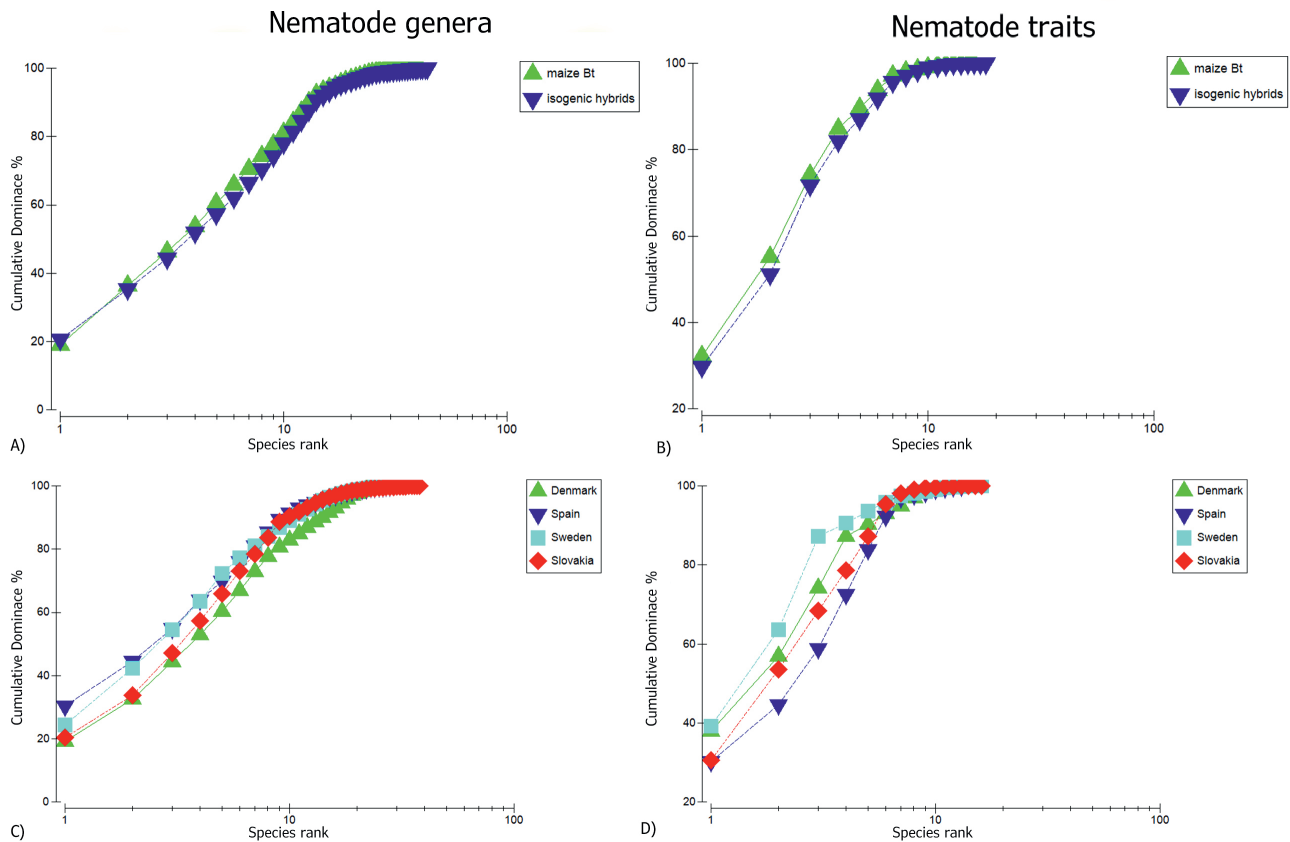 Nematode genera
Nematode traits
100
80
60
40
20
0
Cumulative Dominace %
1
10
100
Species rank
A)
maize Bt
isogenic hybrids
100
80
60
40
20
Cumulative Dominace %
1
10
100
Species rank
B)
maize Bt
isogenic hybrids
100
80
60
40
20
0
Cumulative Dominace %
1
10
100
Species rank
C)
Denmark
Spain
Sweden
Slovakia
100
80
60
40
20
Cumulative Dominace %
1
10
100
Species rank
D)
Denmark
Spain
Sweden
Slovakia